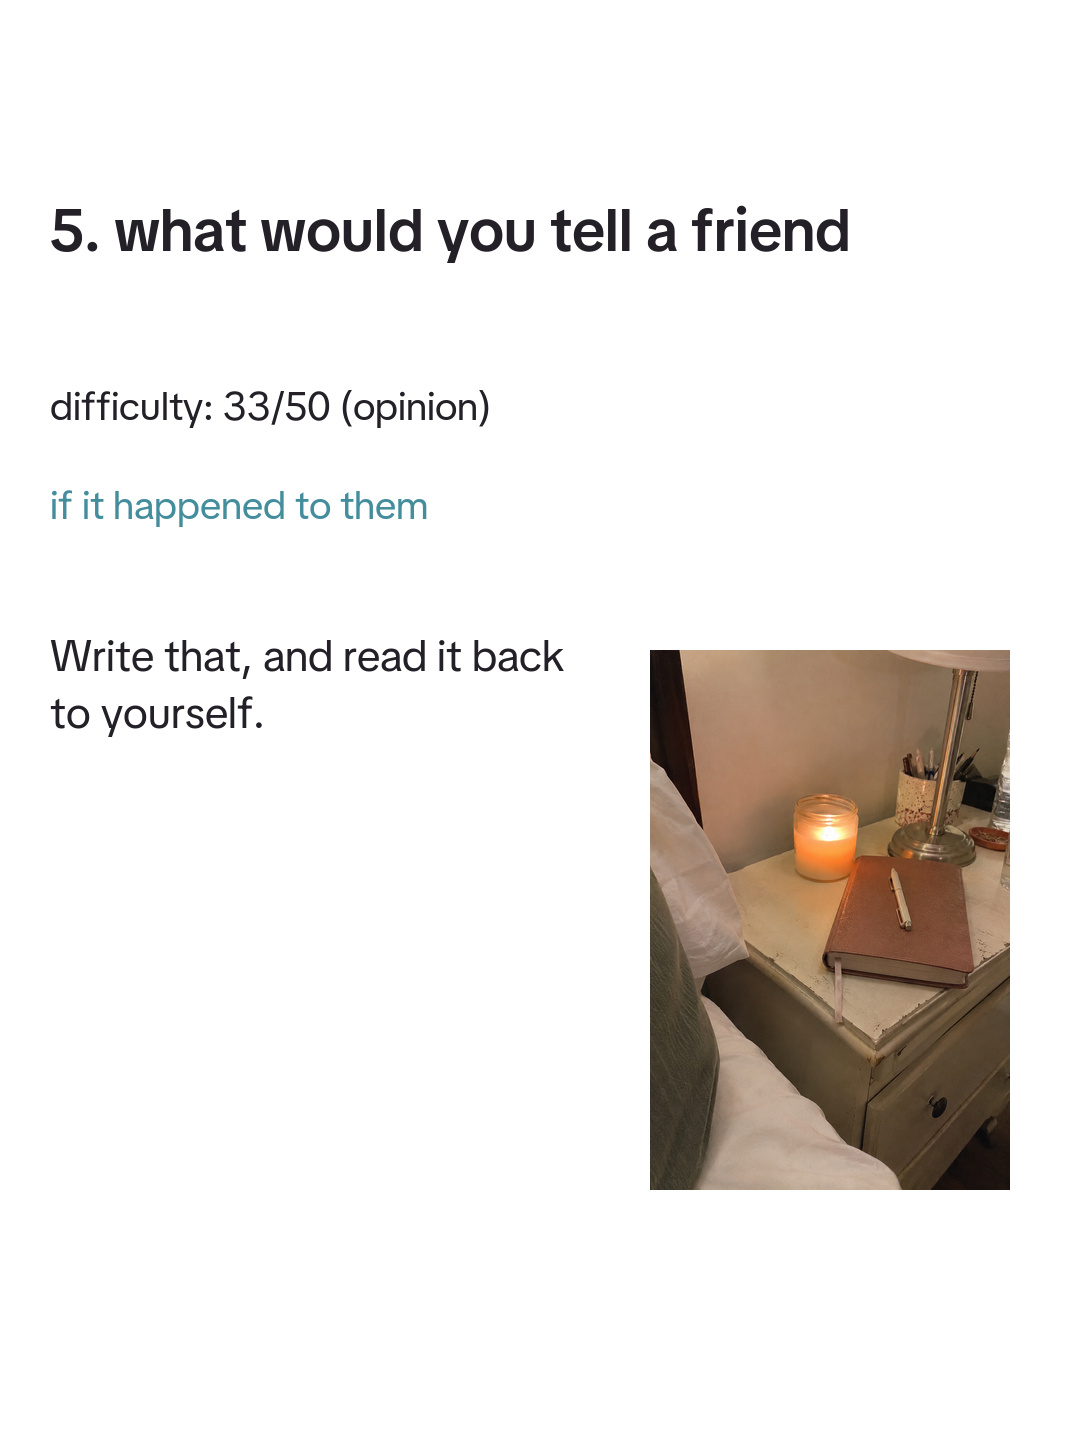 5. what would you tell a friend
difficulty: 33/50 (opinion)
if it happened to them
Write that, and read it back
to yourself.